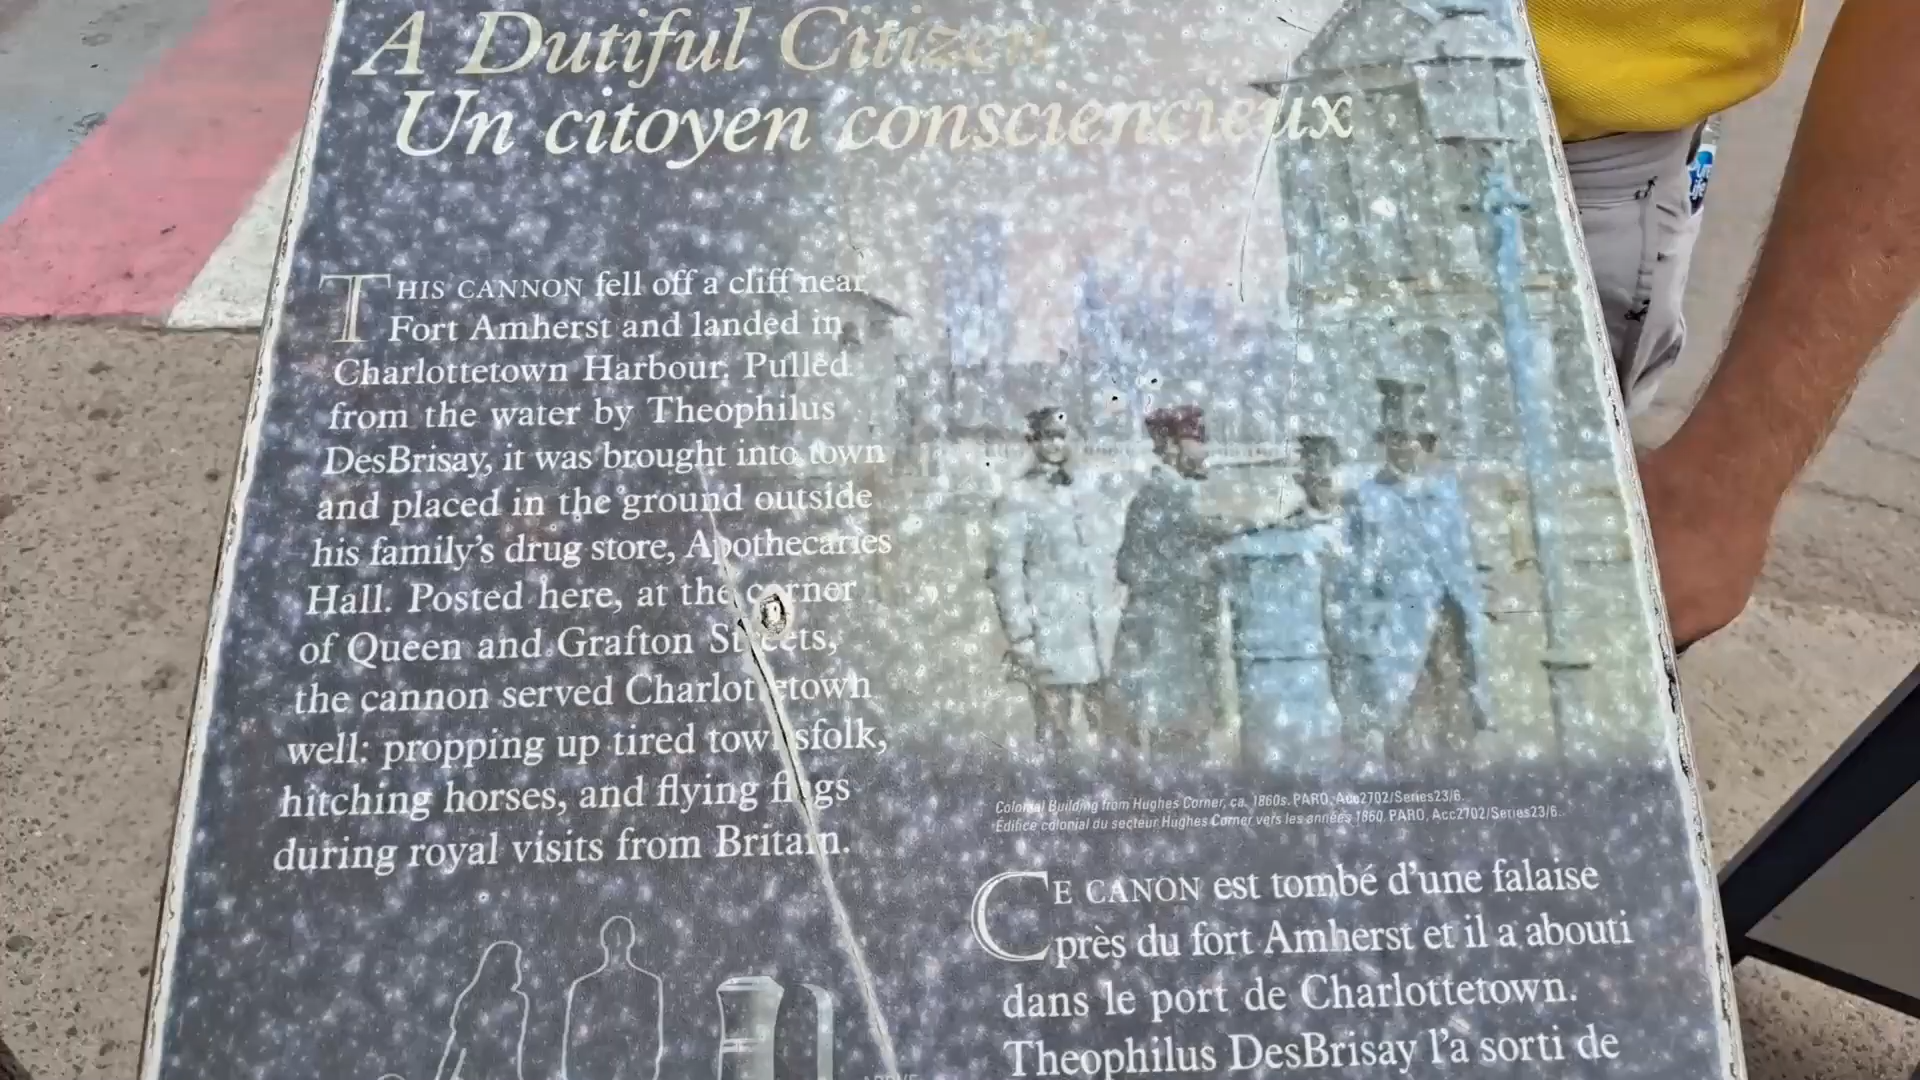 A Dutiful Citizen
Un citoyen consciencieux
THIS CANNON fell off a cliff near
Fort Amherst and landed in
Charlottetown Harbour. Pulled
from the water by Theophilus
DesBrisay, it was brought into town
and placed in the ground outside
his family's drug store, Apothecaries
Hall. Posted here, at the corner
of Queen and Grafton Streets,
the cannon served Charlottetown
well: propping up tired townsfolk,
hitching horses, and flying flags
during royal visits from Britain.
Colonial Building from Hughes Corner, ca. 1860s. PARO, Acc2702/Series23/6.
Édifice colonial du secteur Hughes Corner vers les années 1860. PARO, Acc2702/Series23/6.
CE CANON est tombé d'une falaise
près du fort Amherst et il a abouti
dans le port de Charlottetown.
Theophilus DesBrisay l'a sorti de